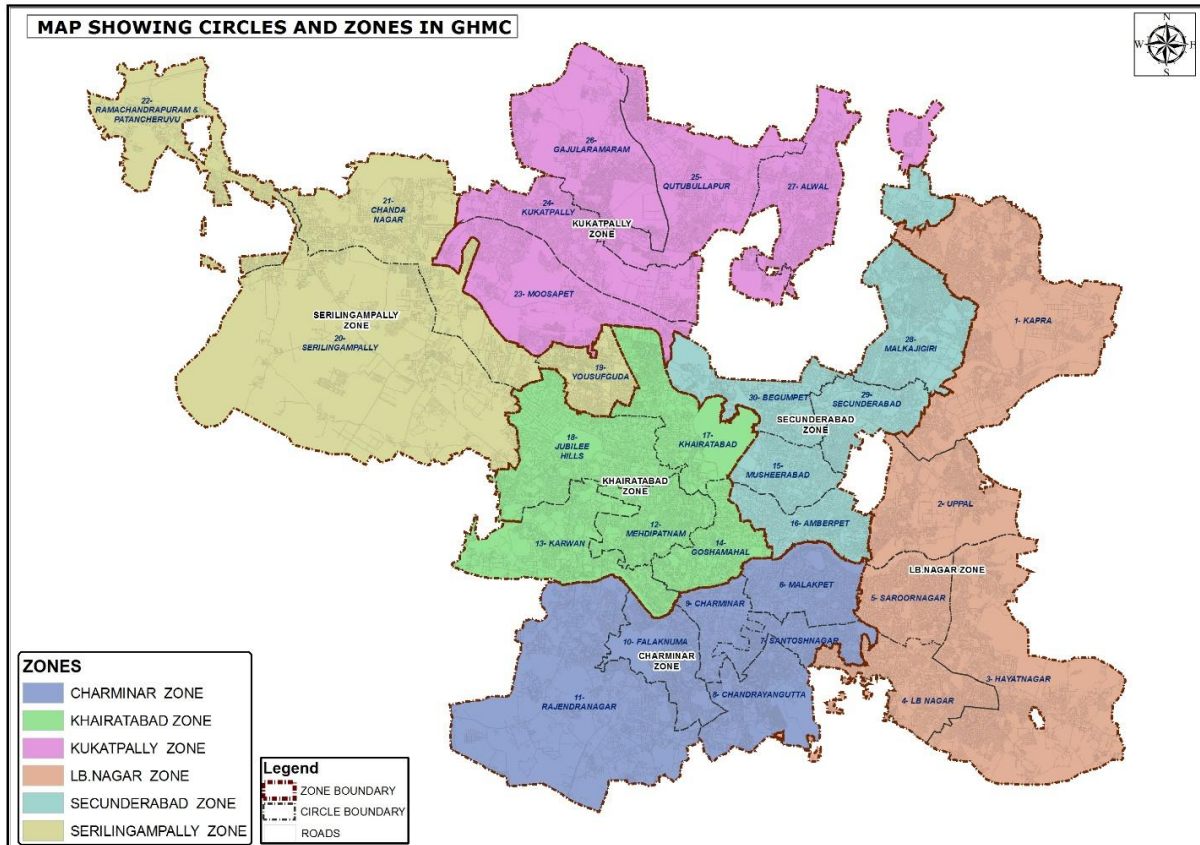 MAP SHOWING CIRCLES AND ZONES IN GHMC
N
W E
S
22-
RAMACHANDRAPURAM &
PATANCHERUVU
26-
GAJULARAMARAM
25-
QUTUBULLAPUR
27- ALWAL
21-
CHANDA
NAGAR
24-
KUKATPALLY
KUKATPALLY
ZONE
23- MOOSAPET
SERILINGAMPALLY
ZONE
20-
SERILINGAMPALLY
1- KAPRA
28-
MALKAJIGIRI
19-
YOUSUFGUDA
30- BEGUMPET
29-
SECUNDERABAD
SECUNDERABAD
ZONE
17-
KHAIRATABAD
18-
JUBILEE
HILLS
15-
MUSHEERABAD
KHAIRATABAD
ZONE
2- UPPAL
16- AMBERPET
12-
MEHDIPATNAM
13- KARWAN
14-
GOSHAMAHAL
LB.NAGAR ZONE
6- MALAKPET
5- SAROORNAGAR
9- CHARMINAR
10- FALAKNUMA
7- SANTOSHNAGAR
CHARMINAR
ZONE
3- HAYATNAGAR
8- CHANDRAYANGUTTA
4- LB NAGAR
11-
RAJENDRANAGAR
ZONES
CHARMINAR ZONE
KHAIRATABAD ZONE
KUKATPALLY ZONE
LB.NAGAR ZONE
SECUNDERABAD ZONE
SERILINGAMPALLY ZONE
Legend
ZONE BOUNDARY
CIRCLE BOUNDARY
ROADS